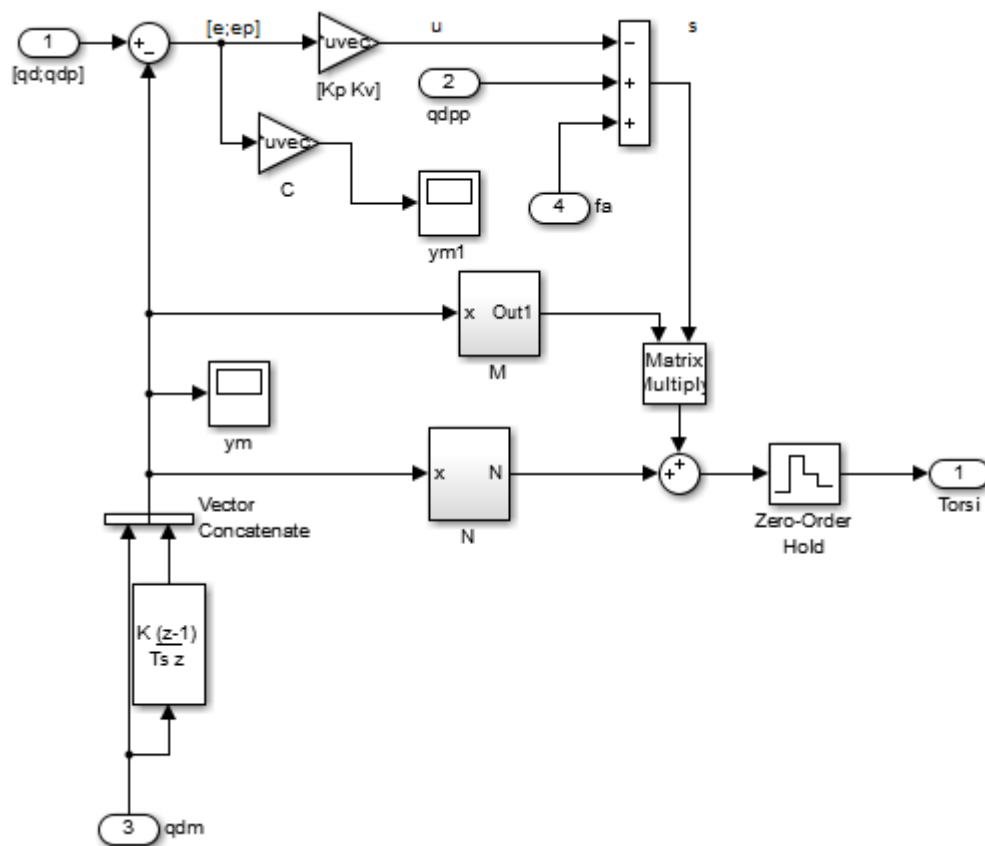 1
[qd;qdp]
+
−
[e;ep]
*uvec
[Kp Kv]
u
2
qdpp
−
+
+
s
*uvec
C
ym1
4
fa
x Out1
M
Matrix
Multiply
ym
x N
N
+
+
Zero-Order
Hold
1
Torsi
Vector
Concatenate
K (z-1)
Ts z
3
qdm